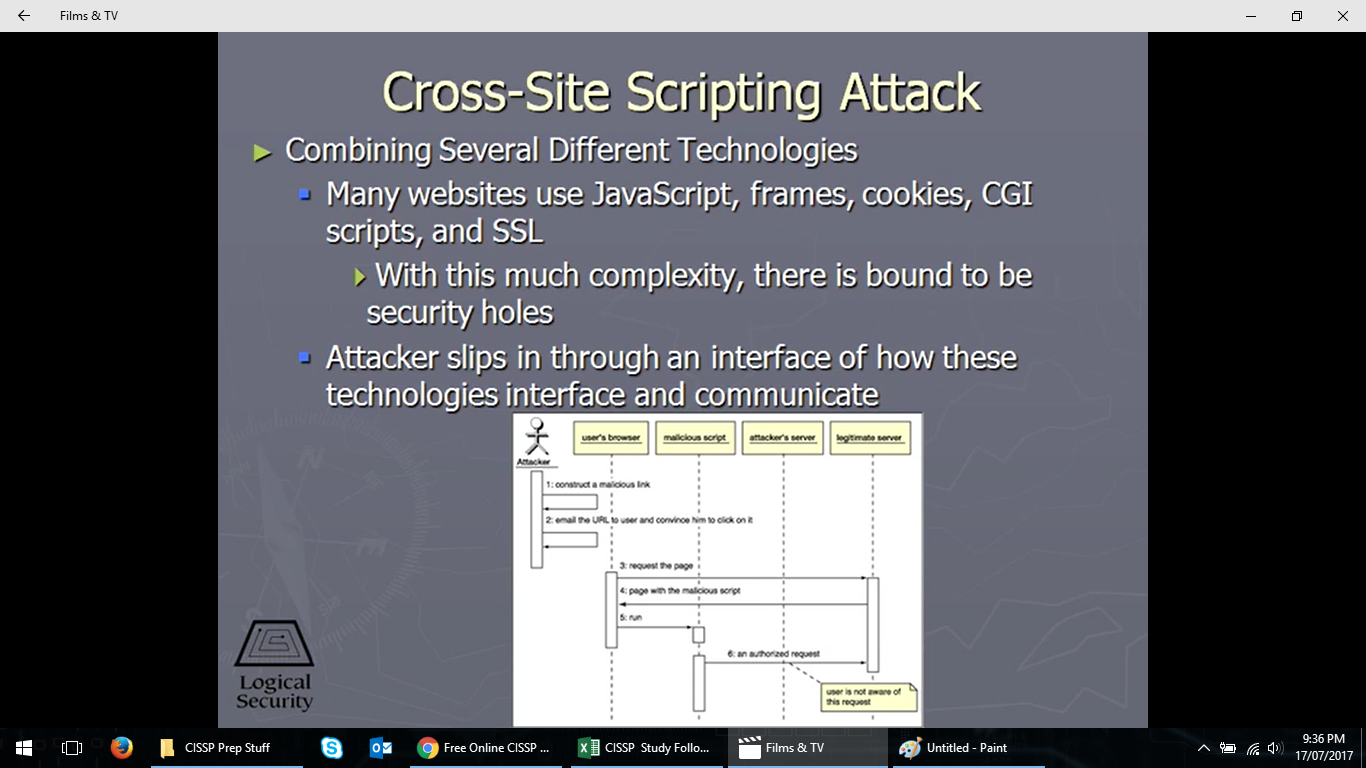 Films & TV
Cross-Site Scripting Attack
Combining Several Different Technologies
Many websites use JavaScript, frames, cookies, CGI
scripts, and SSL
With this much complexity, there is bound to be
security holes
Attacker slips in through an interface of how these
technologies interface and communicate
Attacker
user's browser
malicious script
attacker's server
legitimate server
1: construct a malicious link
2: email the URL to user and convince him to click on it
3: request the page
4: page with the malicious script
5: run
6: an authorized request
user is not aware of
this request
N
m
Logical
Security
CISSP Prep Stuff
Free Online CISSP ...
CISSP Study Follo...
Films & TV
Untitled - Paint
9:36 PM
17/07/2017